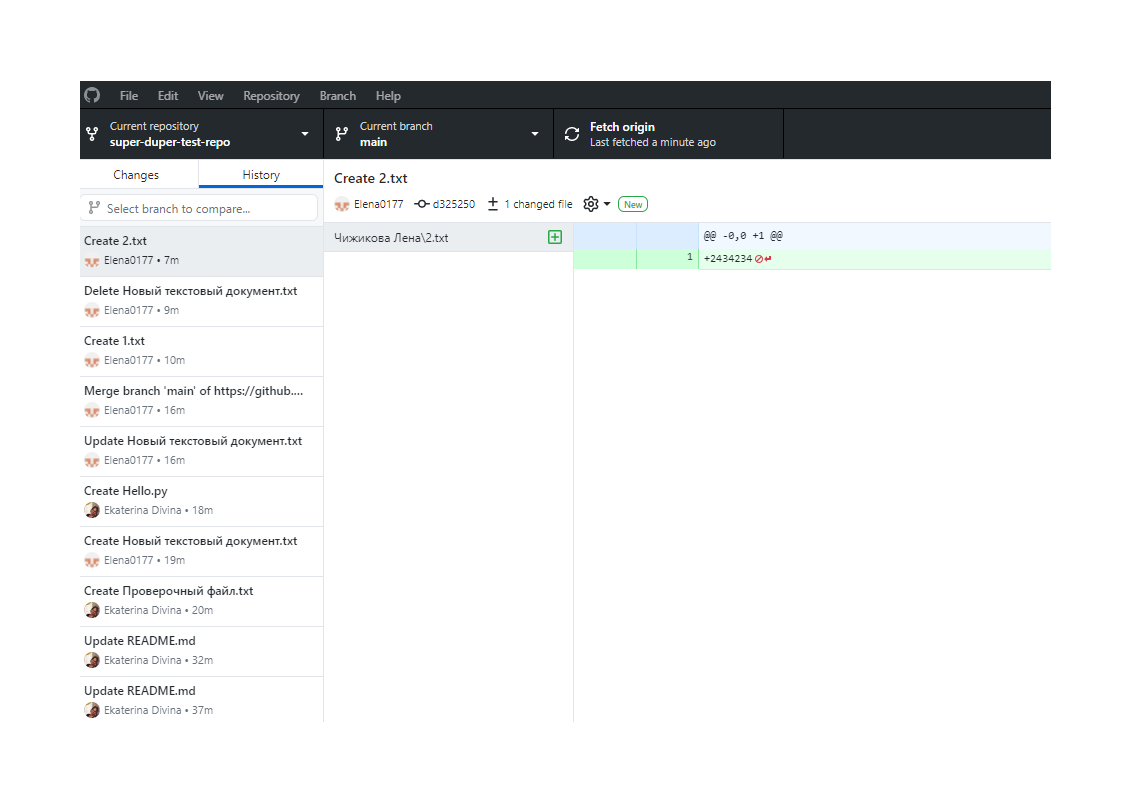 File Edit View Repository Branch Help
Current repository
super-duper-test-repo
Current branch
main
Fetch origin
Last fetched a minute ago
Changes
History
Select branch to compare...
Create 2.txt
Elena0177 • 7m
Delete Новый текстовый документ.txt
Elena0177 • 9m
Create 1.txt
Elena0177 • 10m
Merge branch 'main' of https://github....
Elena0177 • 16m
Update Новый текстовый документ.txt
Elena0177 • 16m
Create Hello.py
Ekaterina Divina • 18m
Create Новый текстовый документ.txt
Elena0177 • 19m
Create Проверочный файл.txt
Ekaterina Divina • 20m
Update README.md
Ekaterina Divina • 32m
Update README.md
Ekaterina Divina • 37m
Create 2.txt
Elena0177 d325250 1 changed file New
Чижикова Лена\2.txt
@@ -0,0 +1 @@
1 +2434234